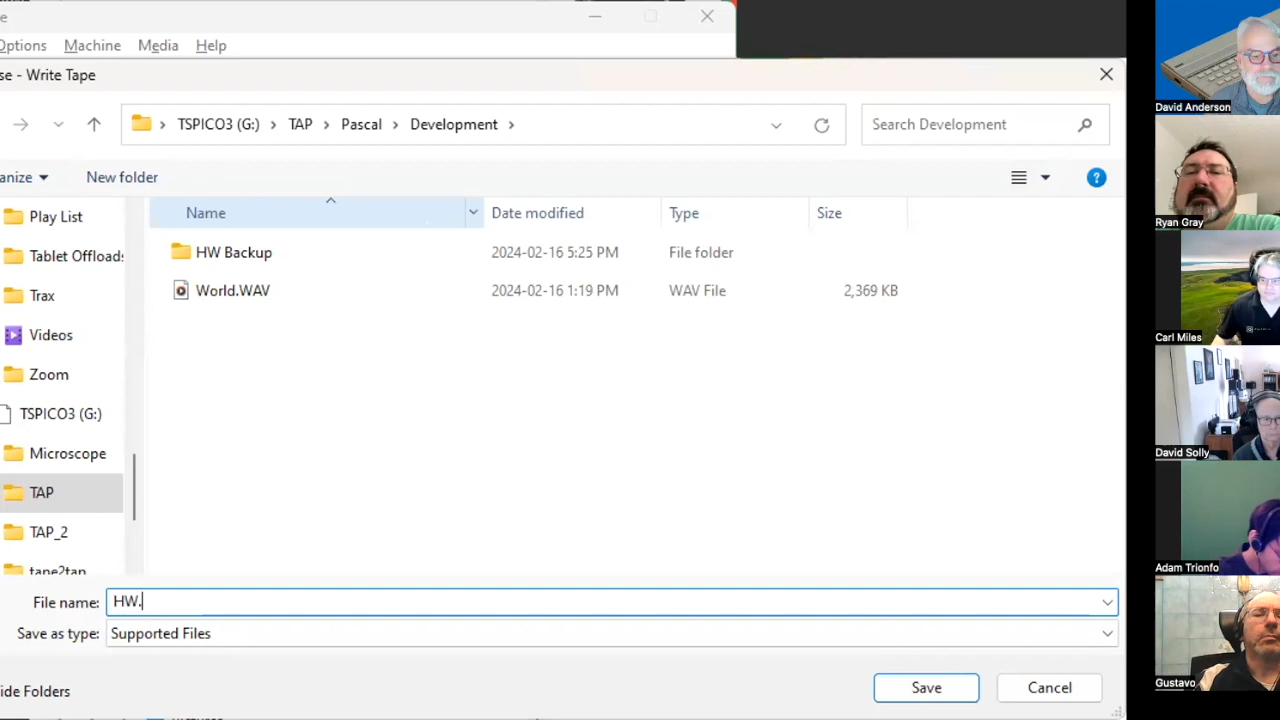 e
Options Machine Media Help
se - Write Tape
TSPICO3 (G:) › TAP › Pascal › Development ›
Search Development
anize New folder
Name Date modified Type Size
HW Backup 2024-02-16 5:25 PM File folder
World.WAV 2024-02-16 1:19 PM WAV File 2,369 KB
Play List
Tablet Offloads
Trax
Videos
Zoom
TSPICO3 (G:)
Microscope
TAP
TAP_2
tape2tap
File name: HW.
Save as type: Supported Files
ide Folders
Save Cancel
David Anderson
Ryan Gray
Carl Miles
David Solly
Adam Trionfo
Gustavo